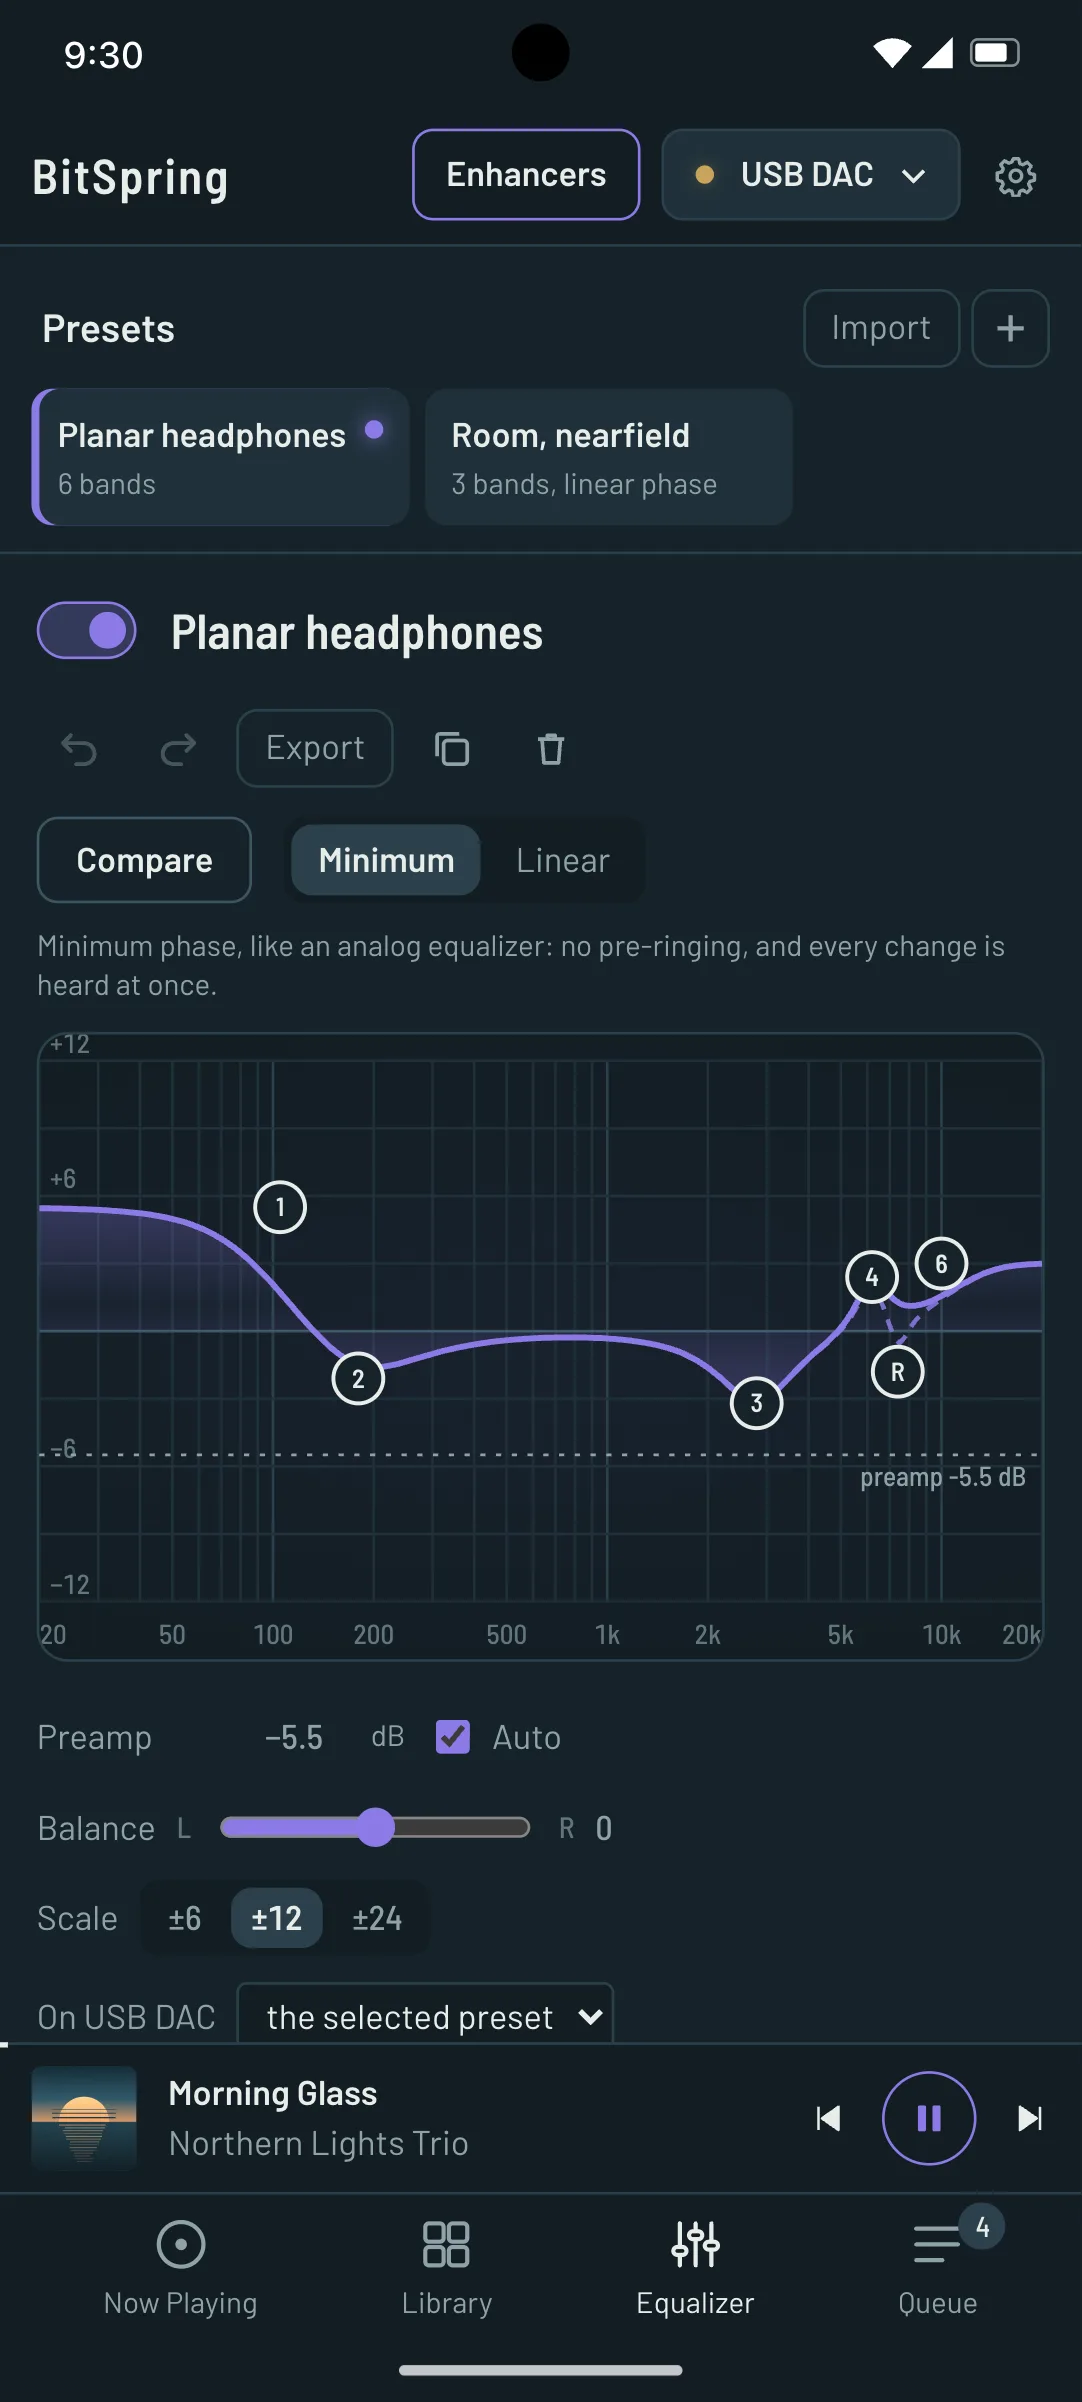 9:30
BitSpring
Enhancers
USB DAC
Presets
Import
+
Planar headphones
6 bands
Room, nearfield
3 bands, linear phase
Planar headphones
Export
Compare
Minimum
Linear
Minimum phase, like an analog equalizer: no pre-ringing, and every change is
heard at once.
+12
+6
1
6
4
R
2
3
−6
preamp -5.5 dB
−12
20 50 100 200 500 1k 2k 5k 10k 20k
Preamp −5.5 dB Auto
Balance L R 0
Scale ±6 ±12 ±24
On USB DAC the selected preset
Morning Glass
Northern Lights Trio
4
Now Playing Library Equalizer Queue